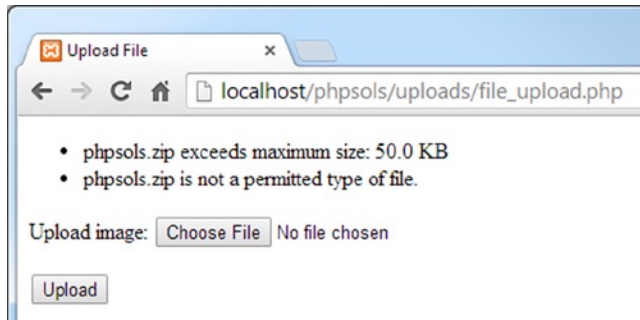 Upload File
localhost/phpsols/uploads/file_upload.php
phpsols.zip exceeds maximum size: 50.0 KB
phpsols.zip is not a permitted type of file.
Upload image: Choose File No file chosen
Upload